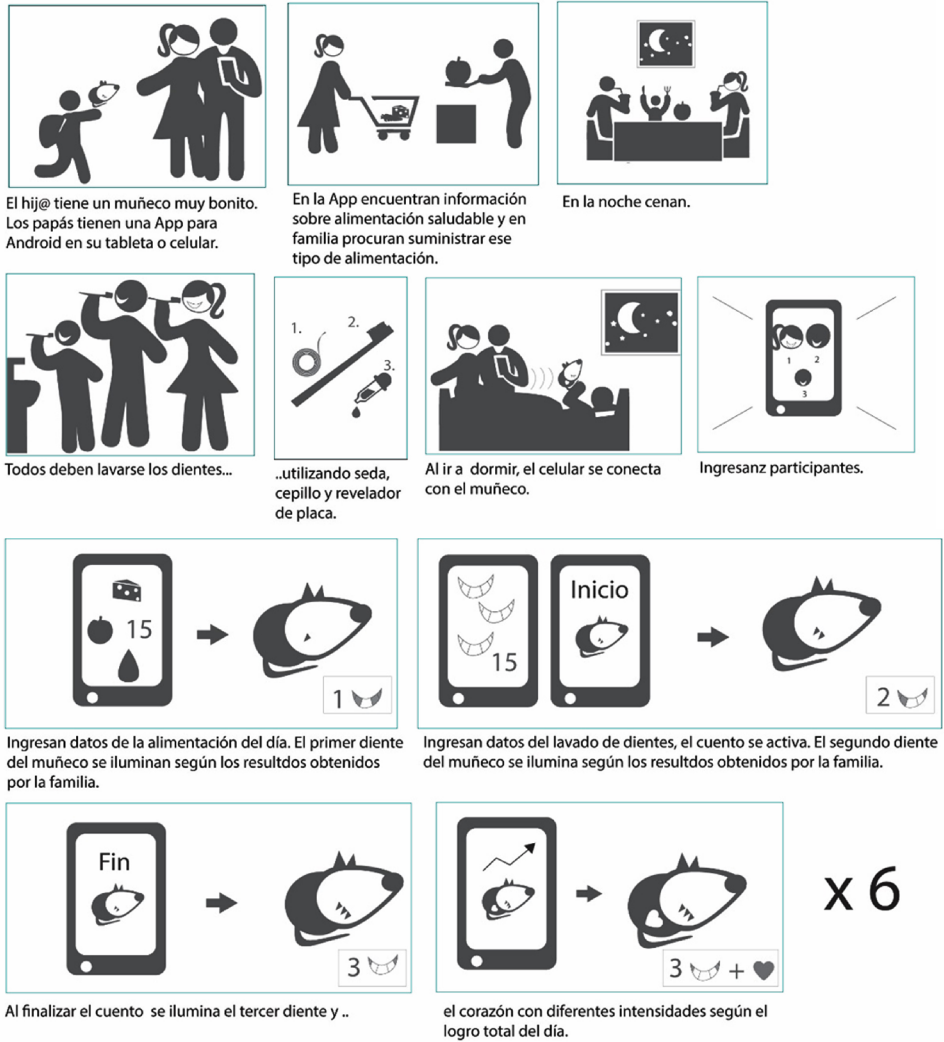 El hij@ tiene un muñeco muy bonito.
Los papás tienen una App para
Android en su tableta o celular.
En la App encuentran información
sobre alimentación saludable y en
familia procuran suministrar ese
tipo de alimentación.
En la noche cenan.
1.
2.
3.
1
2
3
Todos deben lavarse los dientes...
..utilizando seda,
cepillo y revelador
de placa.
Al ir a dormir, el celular se conecta
con el muñeco.
Ingresanz participantes.
15
1
15
Inicio
2
Ingresan datos de la alimentación del día. El primer diente
del muñeco se iluminan según los resultdos obtenidos
por la familia.
Ingresan datos del lavado de dientes, el cuento se activa. El segundo diente
del muñeco se ilumina según los resultdos obtenidos por la familia.
Fin
3
3 +
x 6
Al finalizar el cuento se ilumina el tercer diente y ..
el corazón con diferentes intensidades según el
logro total del día.